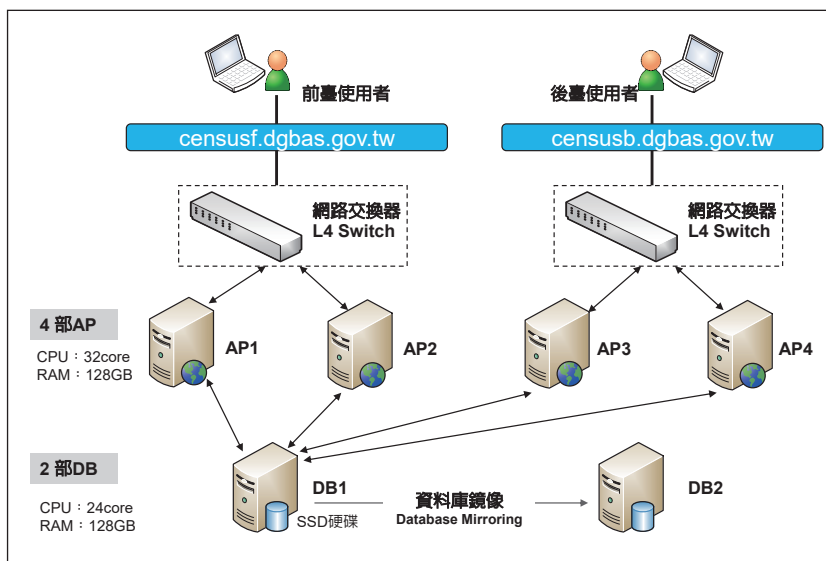 前臺使用者
後臺使用者
censusf.dgbas.gov.tw
censusb.dgbas.gov.tw
網路交換器
L4 Switch
網路交換器
L4 Switch
4 部AP
CPU：32core
RAM：128GB
AP1
AP2
AP3
AP4
2 部DB
CPU：24core
RAM：128GB
DB1
SSD硬碟
資料庫鏡像
Database Mirroring
DB2